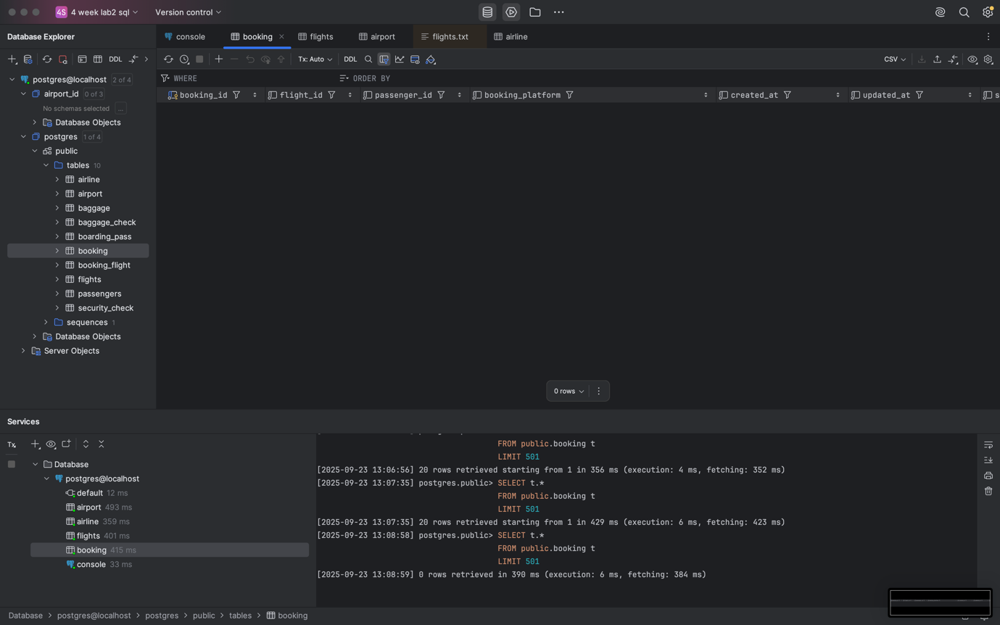 4S 4 week lab2 sql Version control
Database Explorer
console booking flights airport flights.txt airline
DDL Tx: Auto DDL CSV
WHERE ORDER BY
booking_id flight_id passenger_id booking_platform created_at updated_at s
postgres@localhost 2 of 4
airport_id 0 of 3
No schemas selected ...
Database Objects
postgres 1 of 4
public
tables 10
airline
airport
baggage
baggage_check
boarding_pass
booking
booking_flight
flights
passengers
security_check
sequences 1
Database Objects
Server Objects
0 rows
Services
Tx
Database
postgres@localhost
default 12 ms
airport 493 ms
airline 359 ms
flights 401 ms
booking 415 ms
console 33 ms
FROM public.booking t
LIMIT 501
[2025-09-23 13:06:56] 20 rows retrieved starting from 1 in 356 ms (execution: 4 ms, fetching: 352 ms)
[2025-09-23 13:07:35] postgres.public> SELECT t.*
FROM public.booking t
LIMIT 501
[2025-09-23 13:07:35] 20 rows retrieved starting from 1 in 429 ms (execution: 6 ms, fetching: 423 ms)
[2025-09-23 13:08:58] postgres.public> SELECT t.*
FROM public.booking t
LIMIT 501
[2025-09-23 13:08:59] 0 rows retrieved in 390 ms (execution: 6 ms, fetching: 384 ms)
Database > postgres@localhost > postgres > public > tables > booking